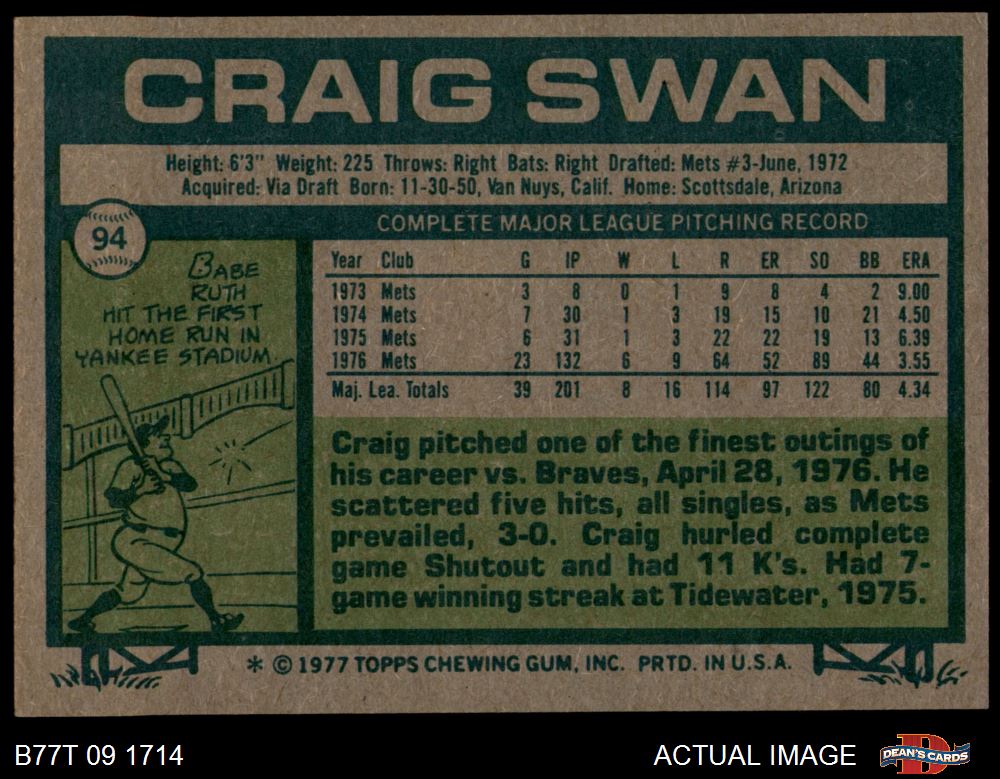 CRAIG SWAN
Height: 6'3" Weight: 225 Throws: Right Bats: Right Drafted: Mets #3-June, 1972
Acquired: Via Draft Born: 11-30-50, Van Nuys, Calif. Home: Scottsdale, Arizona
94
COMPLETE MAJOR LEAGUE PITCHING RECORD
BABE
RUTH
HIT THE FIRST
HOME RUN IN
YANKEE STADIUM.
Year Club G IP W L R ER SO BB ERA
1973 Mets 3 8 0 1 9 8 4 2 9.00
1974 Mets 7 30 1 3 19 15 10 21 4.50
1975 Mets 6 31 1 3 22 22 19 13 6.39
1976 Mets 23 132 6 9 64 52 89 44 3.55
Maj. Lea. Totals 39 201 8 16 114 97 122 80 4.34
Craig pitched one of the finest outings of
his career vs. Braves, April 28, 1976. He
scattered five hits, all singles, as Mets
prevailed, 3-0. Craig hurled complete
game Shutout and had 11 K's. Had 7-
game winning streak at Tidewater, 1975.
* © 1977 TOPPS CHEWING GUM, INC. PRTD. IN U.S.A.
B77T 09 1714
ACTUAL IMAGE
DEAN'S CARDS